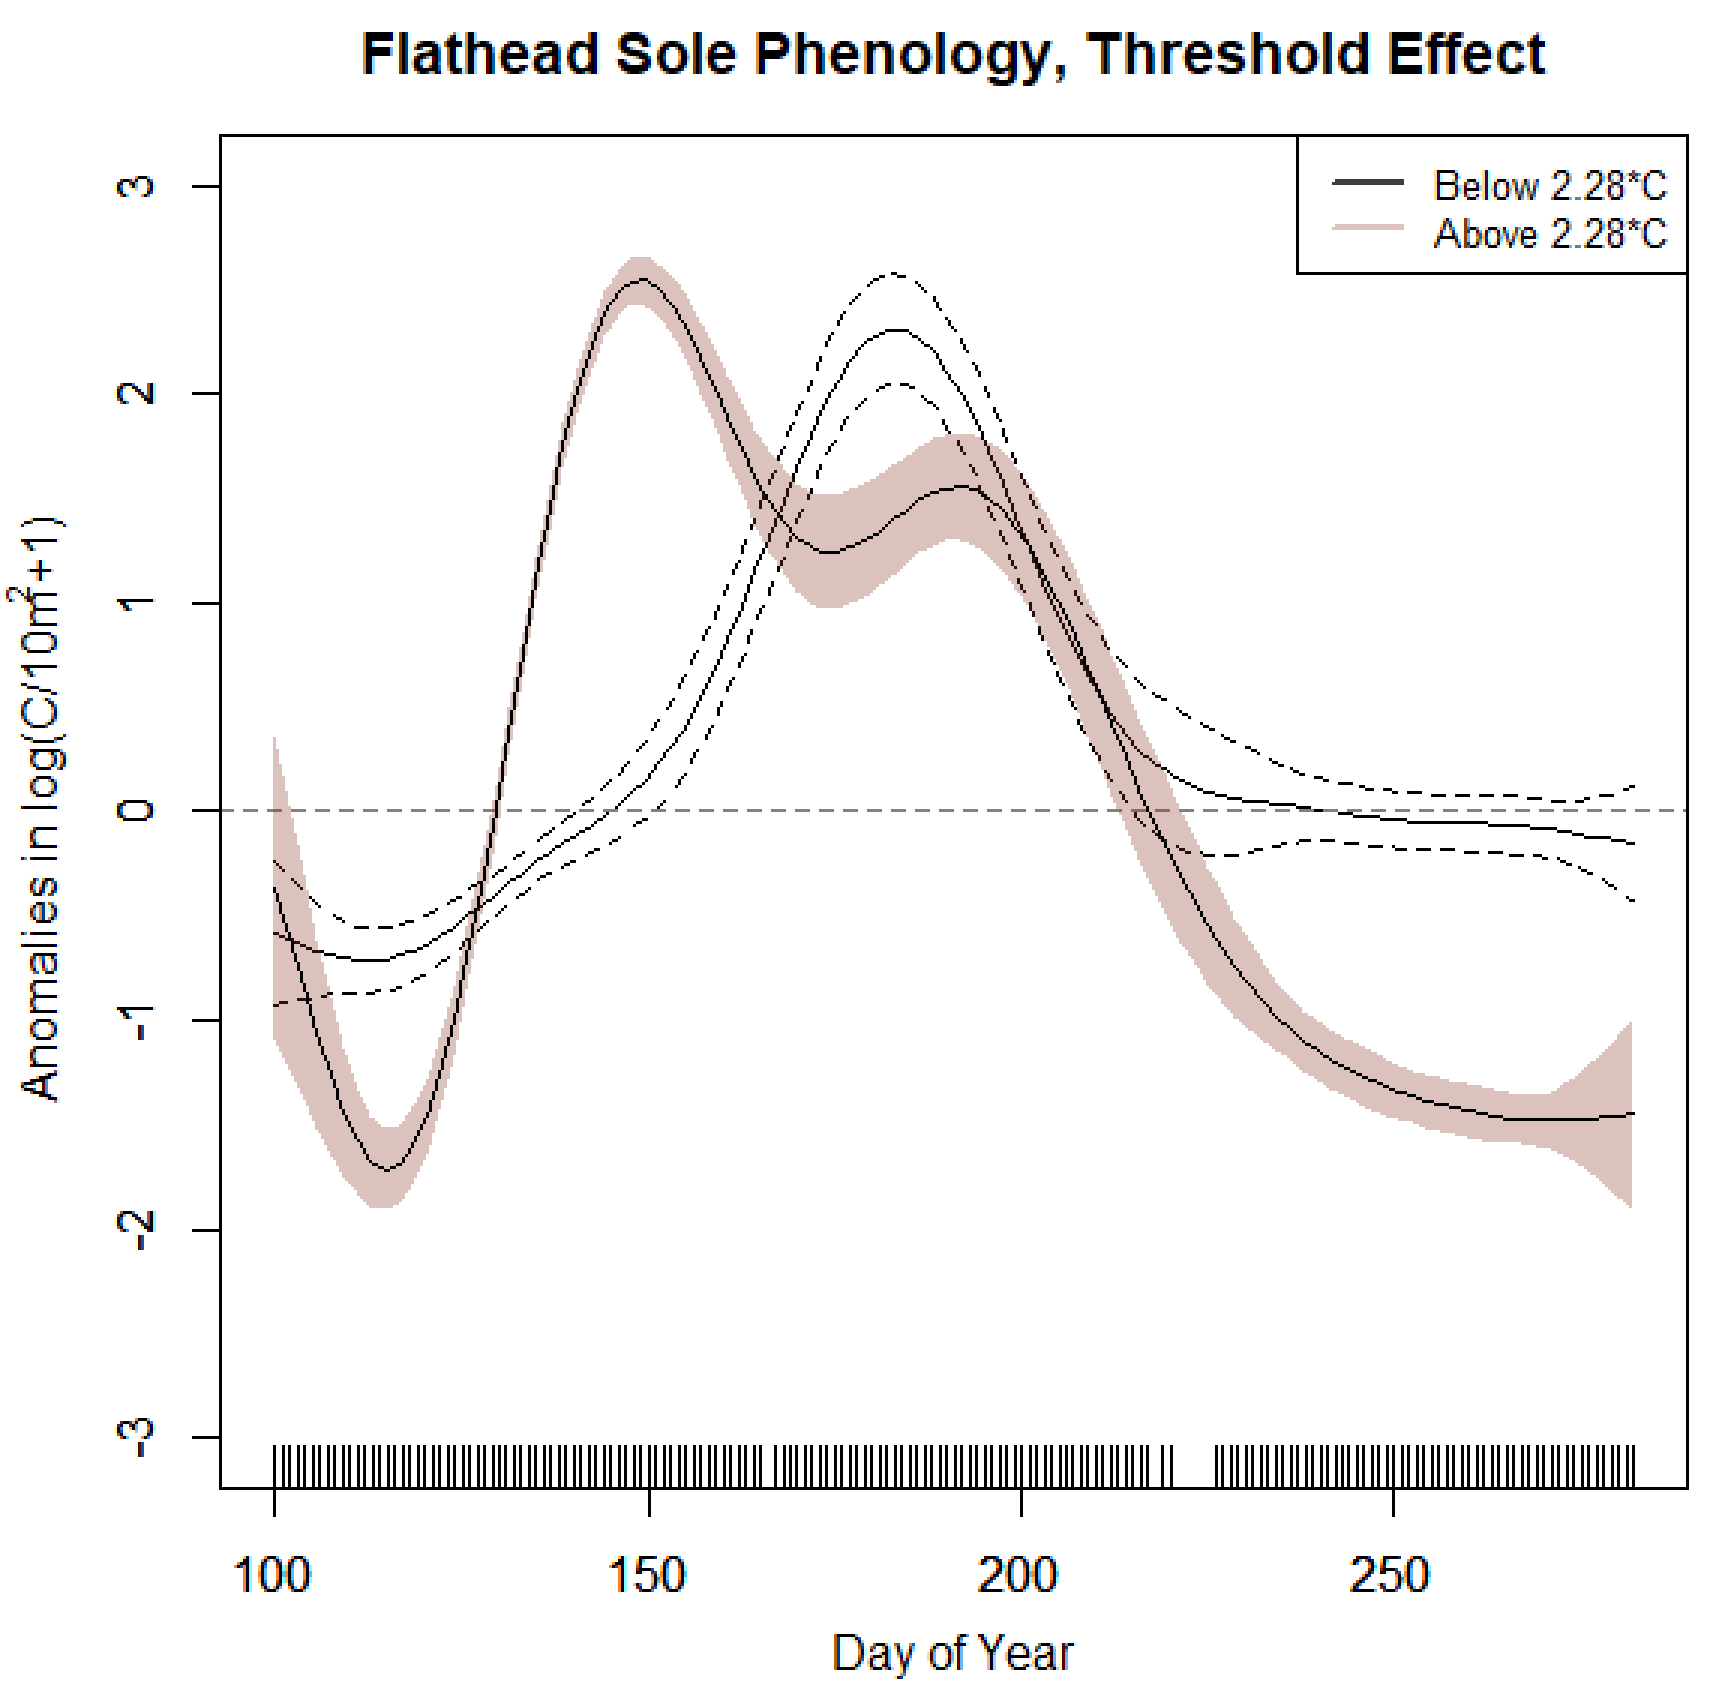 Flathead Sole Phenology, Threshold Effect
Below 2.28*C
Above 2.28*C
Anomalies in log(C/10m²+1)
3
2
1
0
-1
-2
-3
100 150 200 250
Day of Year